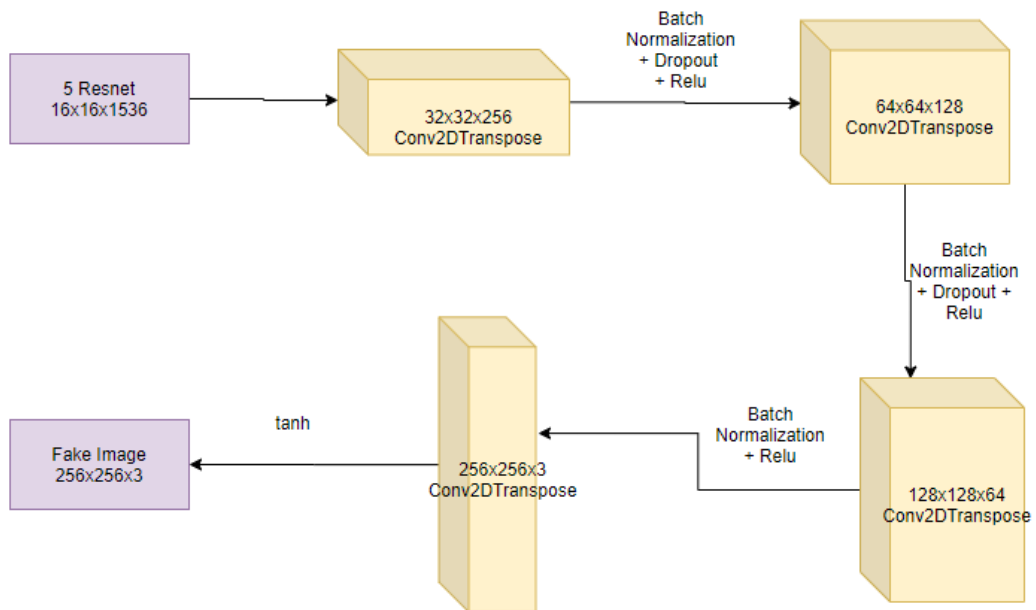 5 Resnet
16x16x1536
32x32x256
Conv2DTranspose
Batch
Normalization
+ Dropout
+ Relu
64x64x128
Conv2DTranspose
Batch
Normalization
+ Dropout +
Relu
128x128x64
Conv2DTranspose
Batch
Normalization
+ Relu
256x256x3
Conv2DTranspose
tanh
Fake Image
256x256x3